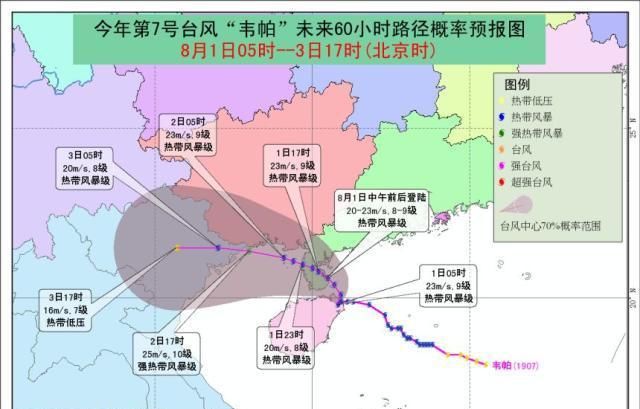 今年第7号台风“韦帕”未来60小时路径概率预报图
8月1日05时--3日17时(北京时)
图例
热带低压
热带风暴
强热带风暴
台风
强台风
超强台风
台风中心70%概率范围
25°N
20°N
2日05时
23m/s,9级
热带风暴级
3日05时
20m/s,8级
热带风暴级
1日17时
23m/s,9级
热带风暴级
8月1日中午前后登陆
20-23m/s,8-9级
热带风暴级
1日05时
23m/s,9级
热带风暴级
3日17时
16m/s,7级
热带低压
2日17时
25m/s,10级
强热带风暴级
1日23时
20m/s,8级
热带风暴级
韦帕(1907)